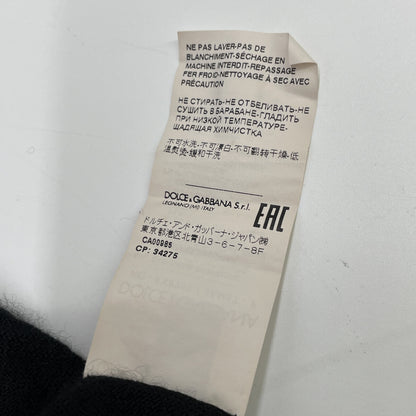 NE PAS LAVER-PAS DE
BLANCHIMENT-SÉCHAGE EN
MACHINE INTERDIT-REPASSAGE
FER FROID-NETTOYAGE À SEC AVEC
PRÉCAUTION
НЕ СТИРАТЬ-НЕ ОТБЕЛИВАТЬ-НЕ
СУШИТЬ В БАРАБАНЕ-ГЛАДИТЬ
ПРИ НИЗКОЙ ТЕМПЕРАТУРЕ-
ЩАДЯЩАЯ ХИМЧИСТКА
不可水洗-不可漂白-不可翻转干燥-低
温熨烫-缓和干洗
DOLCE & GABBANA S.r.l.
LEGNANO (MI) ITALY
EAC
ドルチェ・アンド・ガッバーナ・ジャパン㈱
東京都港区北青山3-6-7-8F
CA00985
CP: 34275